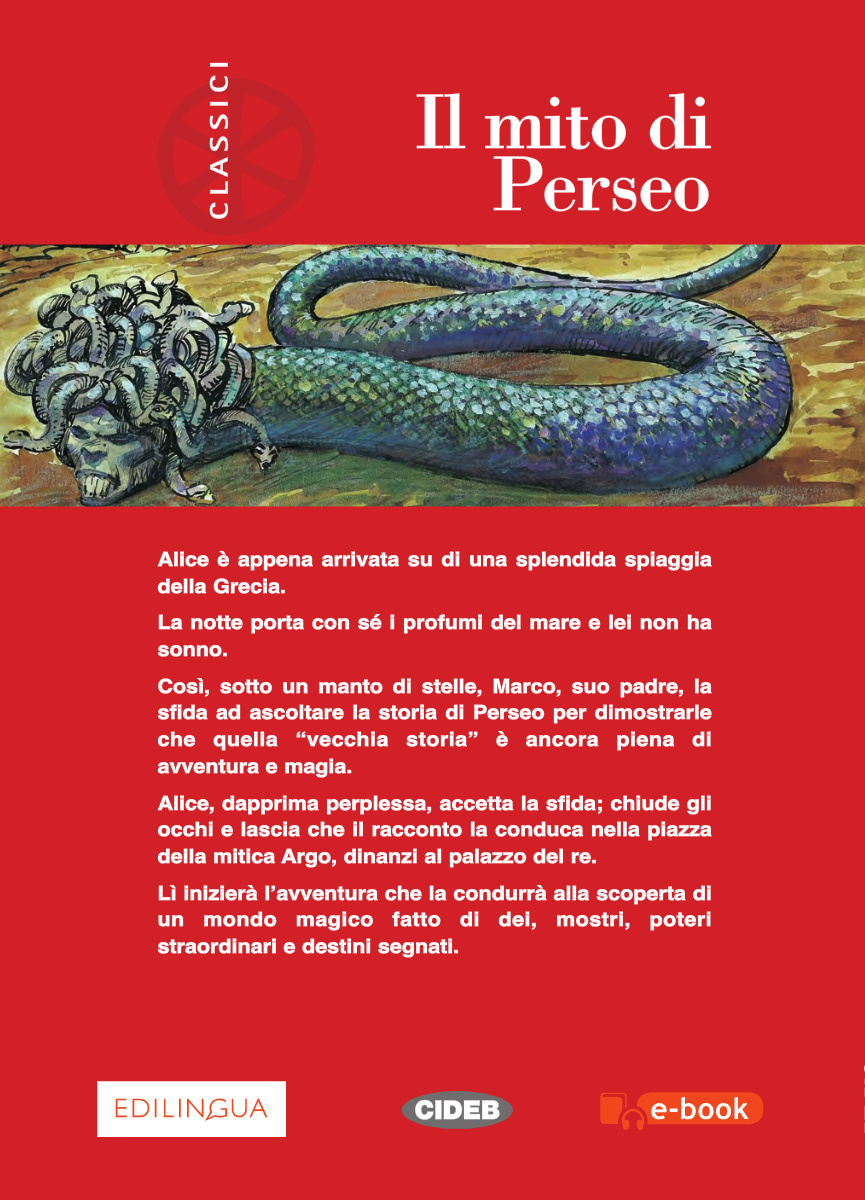 CLASSICI
Il mito di
Perseo
Alice è appena arrivata su di una splendida spiaggia
della Grecia.
La notte porta con sé i profumi del mare e lei non ha
sonno.
Così, sotto un manto di stelle, Marco, suo padre, la
sfida ad ascoltare la storia di Perseo per dimostrarle
che quella “vecchia storia” è ancora piena di
avventura e magia.
Alice, dapprima perplessa, accetta la sfida; chiude gli
occhi e lascia che il racconto la conduca nella piazza
della mitica Argo, dinanzi al palazzo del re.
Lì inizierà l’avventura che la condurrà alla scoperta di
un mondo magico fatto di dei, mostri, poteri
straordinari e destini segnati.
EDILINGUA
CIDEB
e-book